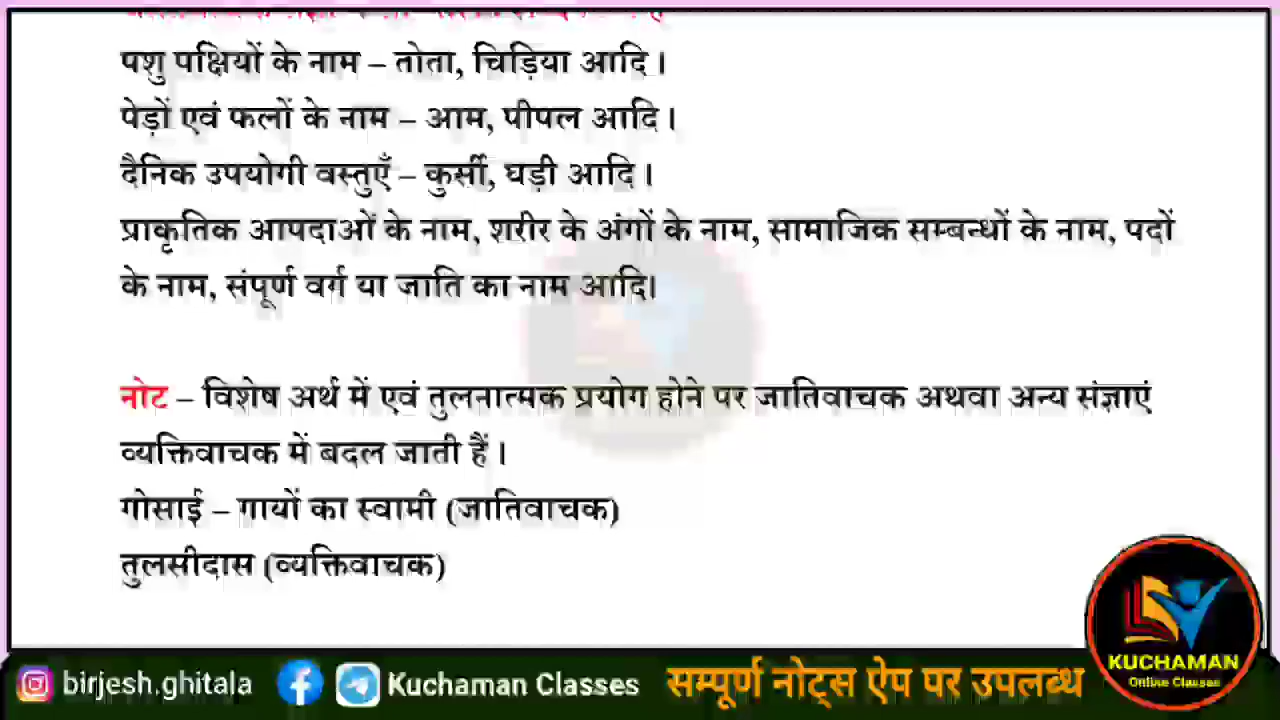 पशु पक्षियों के नाम – तोता, चिड़िया आदि ।
पेड़ों एवं फलों के नाम – आम, पीपल आदि ।
दैनिक उपयोगी वस्तुएँ – कुर्सी, घड़ी आदि ।
प्राकृतिक आपदाओं के नाम, शरीर के अंगों के नाम, सामाजिक सम्बन्धों के नाम, पदों
के नाम, संपूर्ण वर्ग या जाति का नाम आदि।
नोट – विशेष अर्थ में एवं तुलनात्मक प्रयोग होने पर जातिवाचक अथवा अन्य संज्ञाएं
व्यक्तिवाचक में बदल जाती हैं ।
गोसाई – गायों का स्वामी (जातिवाचक)
तुलसीदास (व्यक्तिवाचक)
KUCHAMAN
Online Classes
birjesh.ghitala Kuchaman Classes सम्पूर्ण नोट्स ऐप पर उपलब्ध